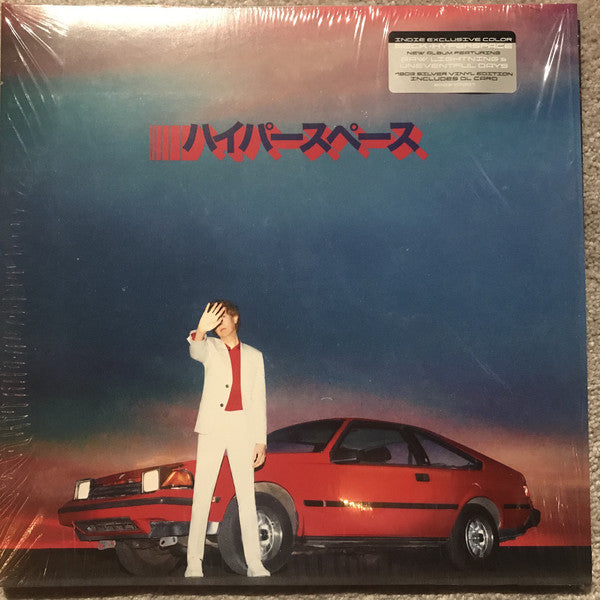 INDIE EXCLUSIVE COLOR
NEW ALBUM FEATURING
SAW LIGHTNING &
UNEVENTFUL DAYS
180G SILVER VINYL EDITION
INCLUDES DL CARD
ハイパースペース